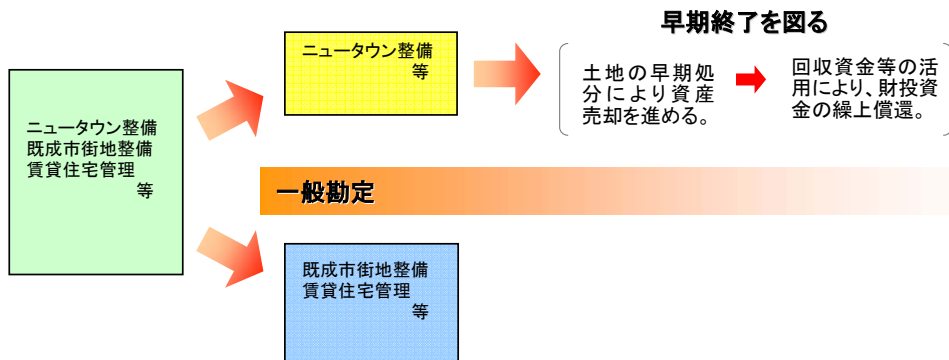 早期終了を図る
ニュータウン整備
等
土地の早期処
分により資産
売却を進める。
回収資金等の活
用により、財投資
金の繰上償還。
ニュータウン整備
既成市街地整備
賃貸住宅管理
等
一般勘定
既成市街地整備
賃貸住宅管理
等